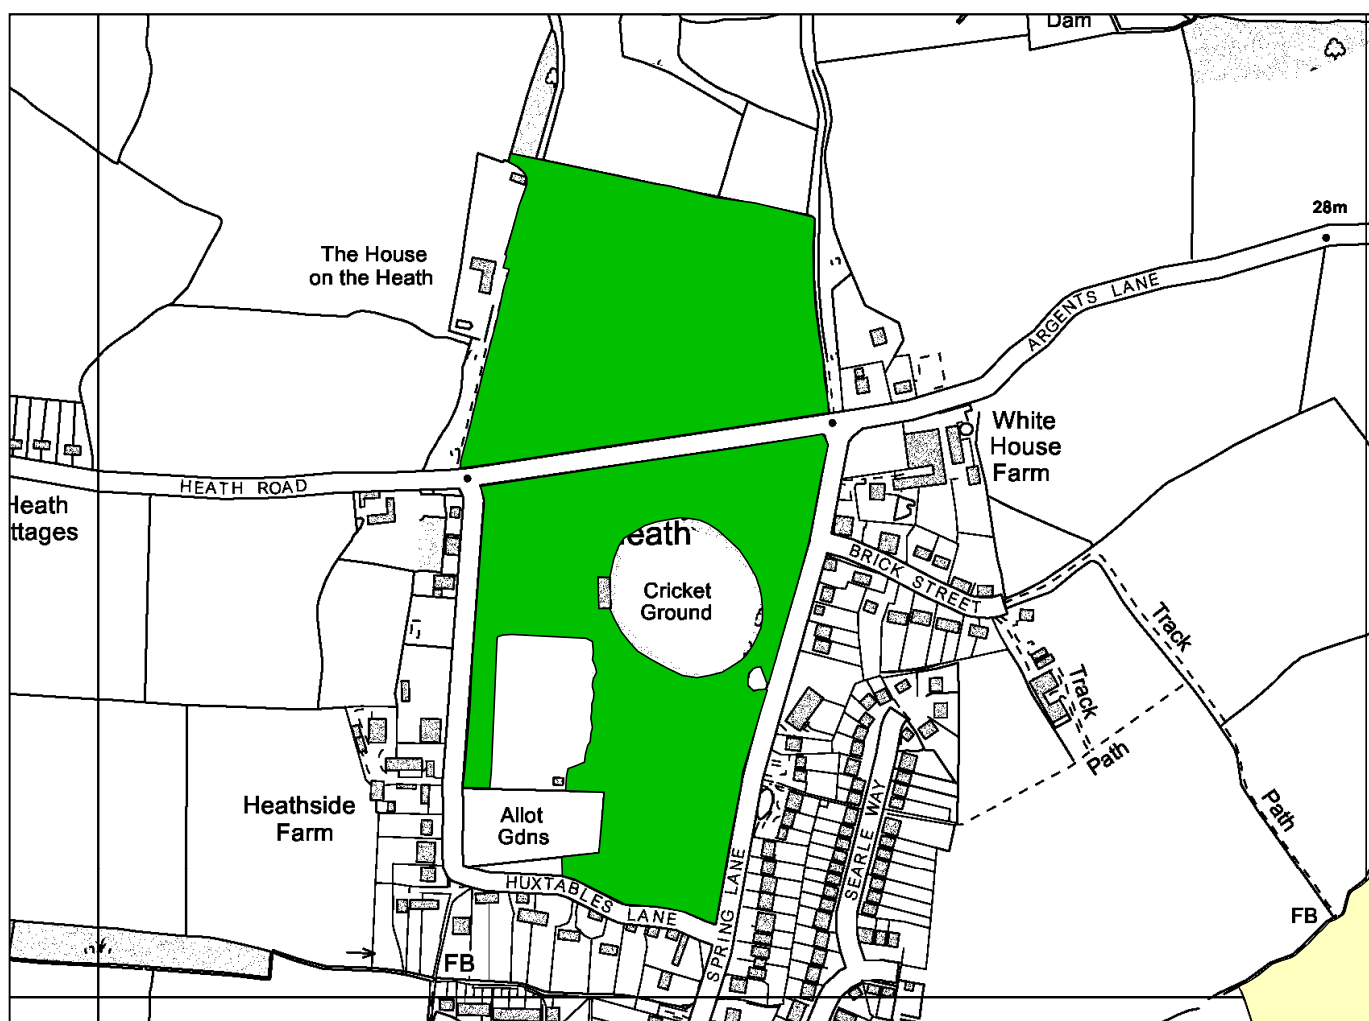 Dam
28m
The House
on the Heath
ARGENTS LANE
White
House
Farm
HEATH ROAD
Heath
ttages
eath
BRICK STREET
Cricket
Ground
Track
Track
Path
Path
Heathside
Farm
Allot
Gdns
SEARLE WAY
HUXTABLES LANE
SPRING LANE
FB
FB